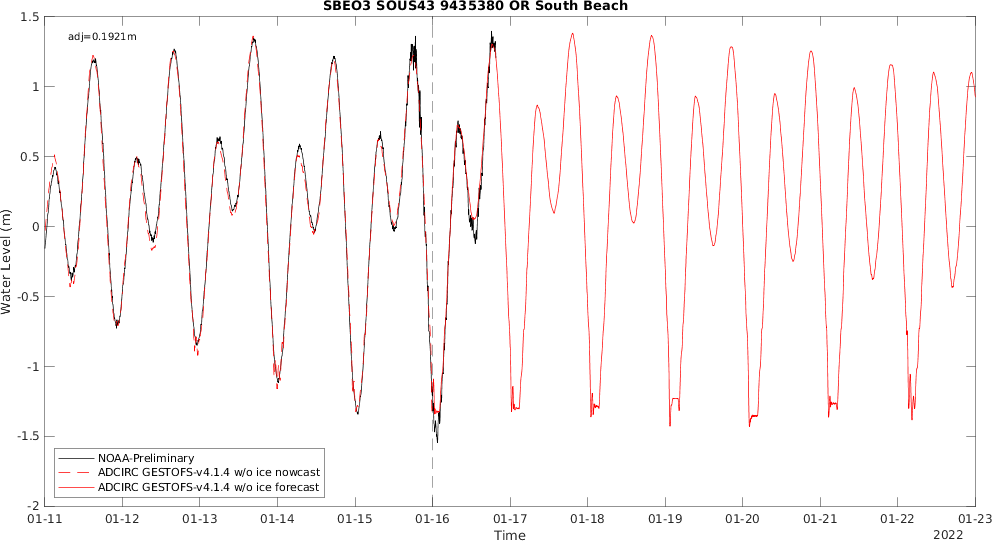 SBEO3 SOUS43 9435380 OR South Beach
adj=0.1921m
1.5
1
0.5
0
-0.5
-1
-1.5
-2
Water Level (m)
NOAA-Preliminary
ADCIRC GESTOFS-v4.1.4 w/o ice nowcast
ADCIRC GESTOFS-v4.1.4 w/o ice forecast
01-11 01-12 01-13 01-14 01-15 01-16 01-17 01-18 01-19 01-20 01-21 01-22 01-23
Time
2022